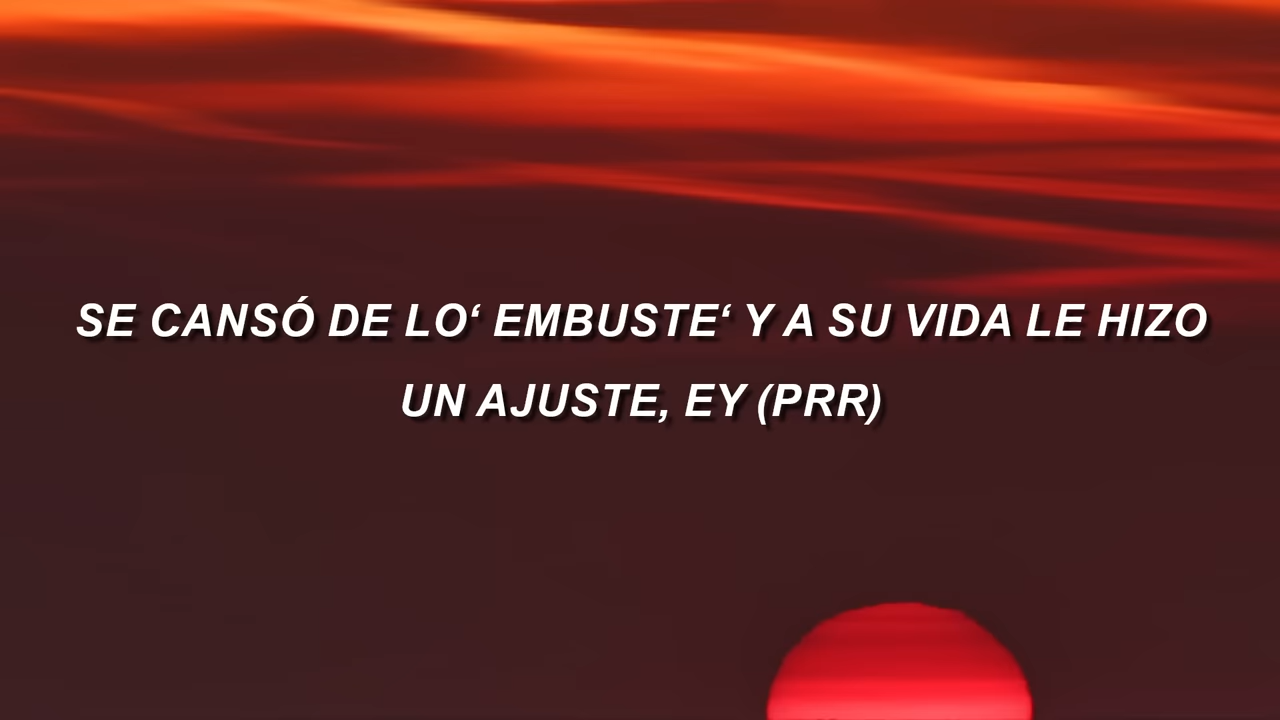 SE CANSÓ DE LO‘ EMBUSTE‘ Y A SU VIDA LE HIZO
UN AJUSTE, EY (PRR)